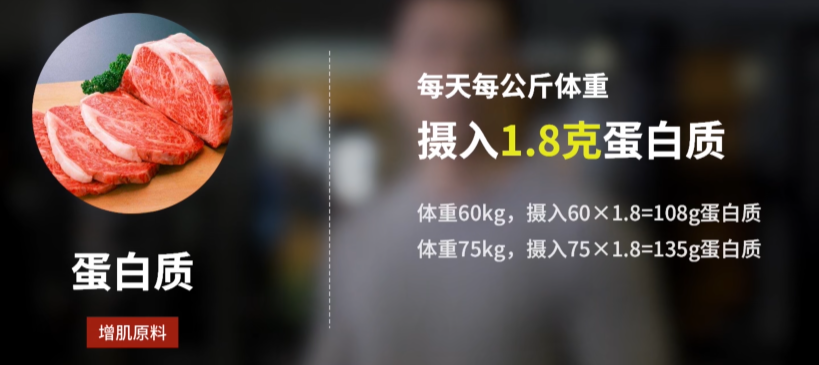 蛋白质
增肌原料
每天每公斤体重
摄入1.8克蛋白质
体重60kg，摄入60×1.8=108g蛋白质
体重75kg，摄入75×1.8=135g蛋白质